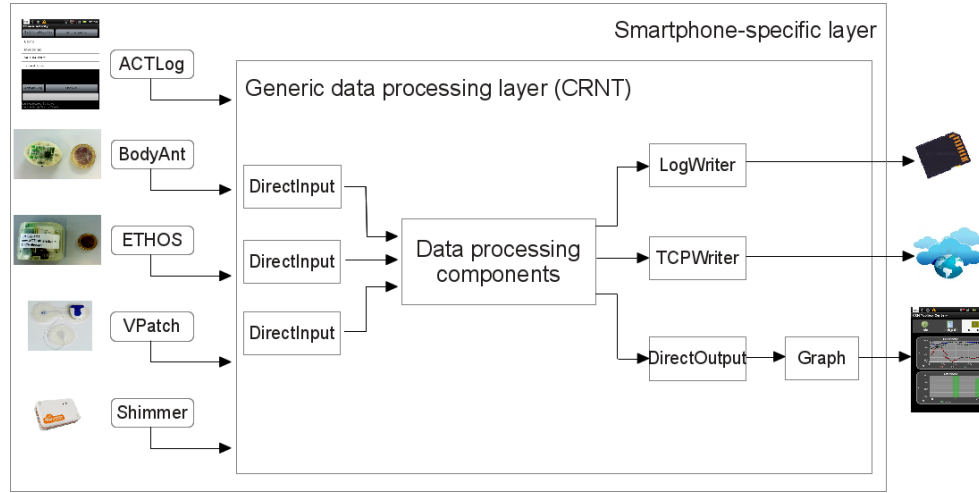 Smartphone-specific layer
ACTLog
Generic data processing layer (CRNT)
BodyAnt
LogWriter
DirectInput
ETHOS
Data processing
components
DirectInput
TCPWriter
VPatch
DirectInput
DirectOutput
Graph
Shimmer